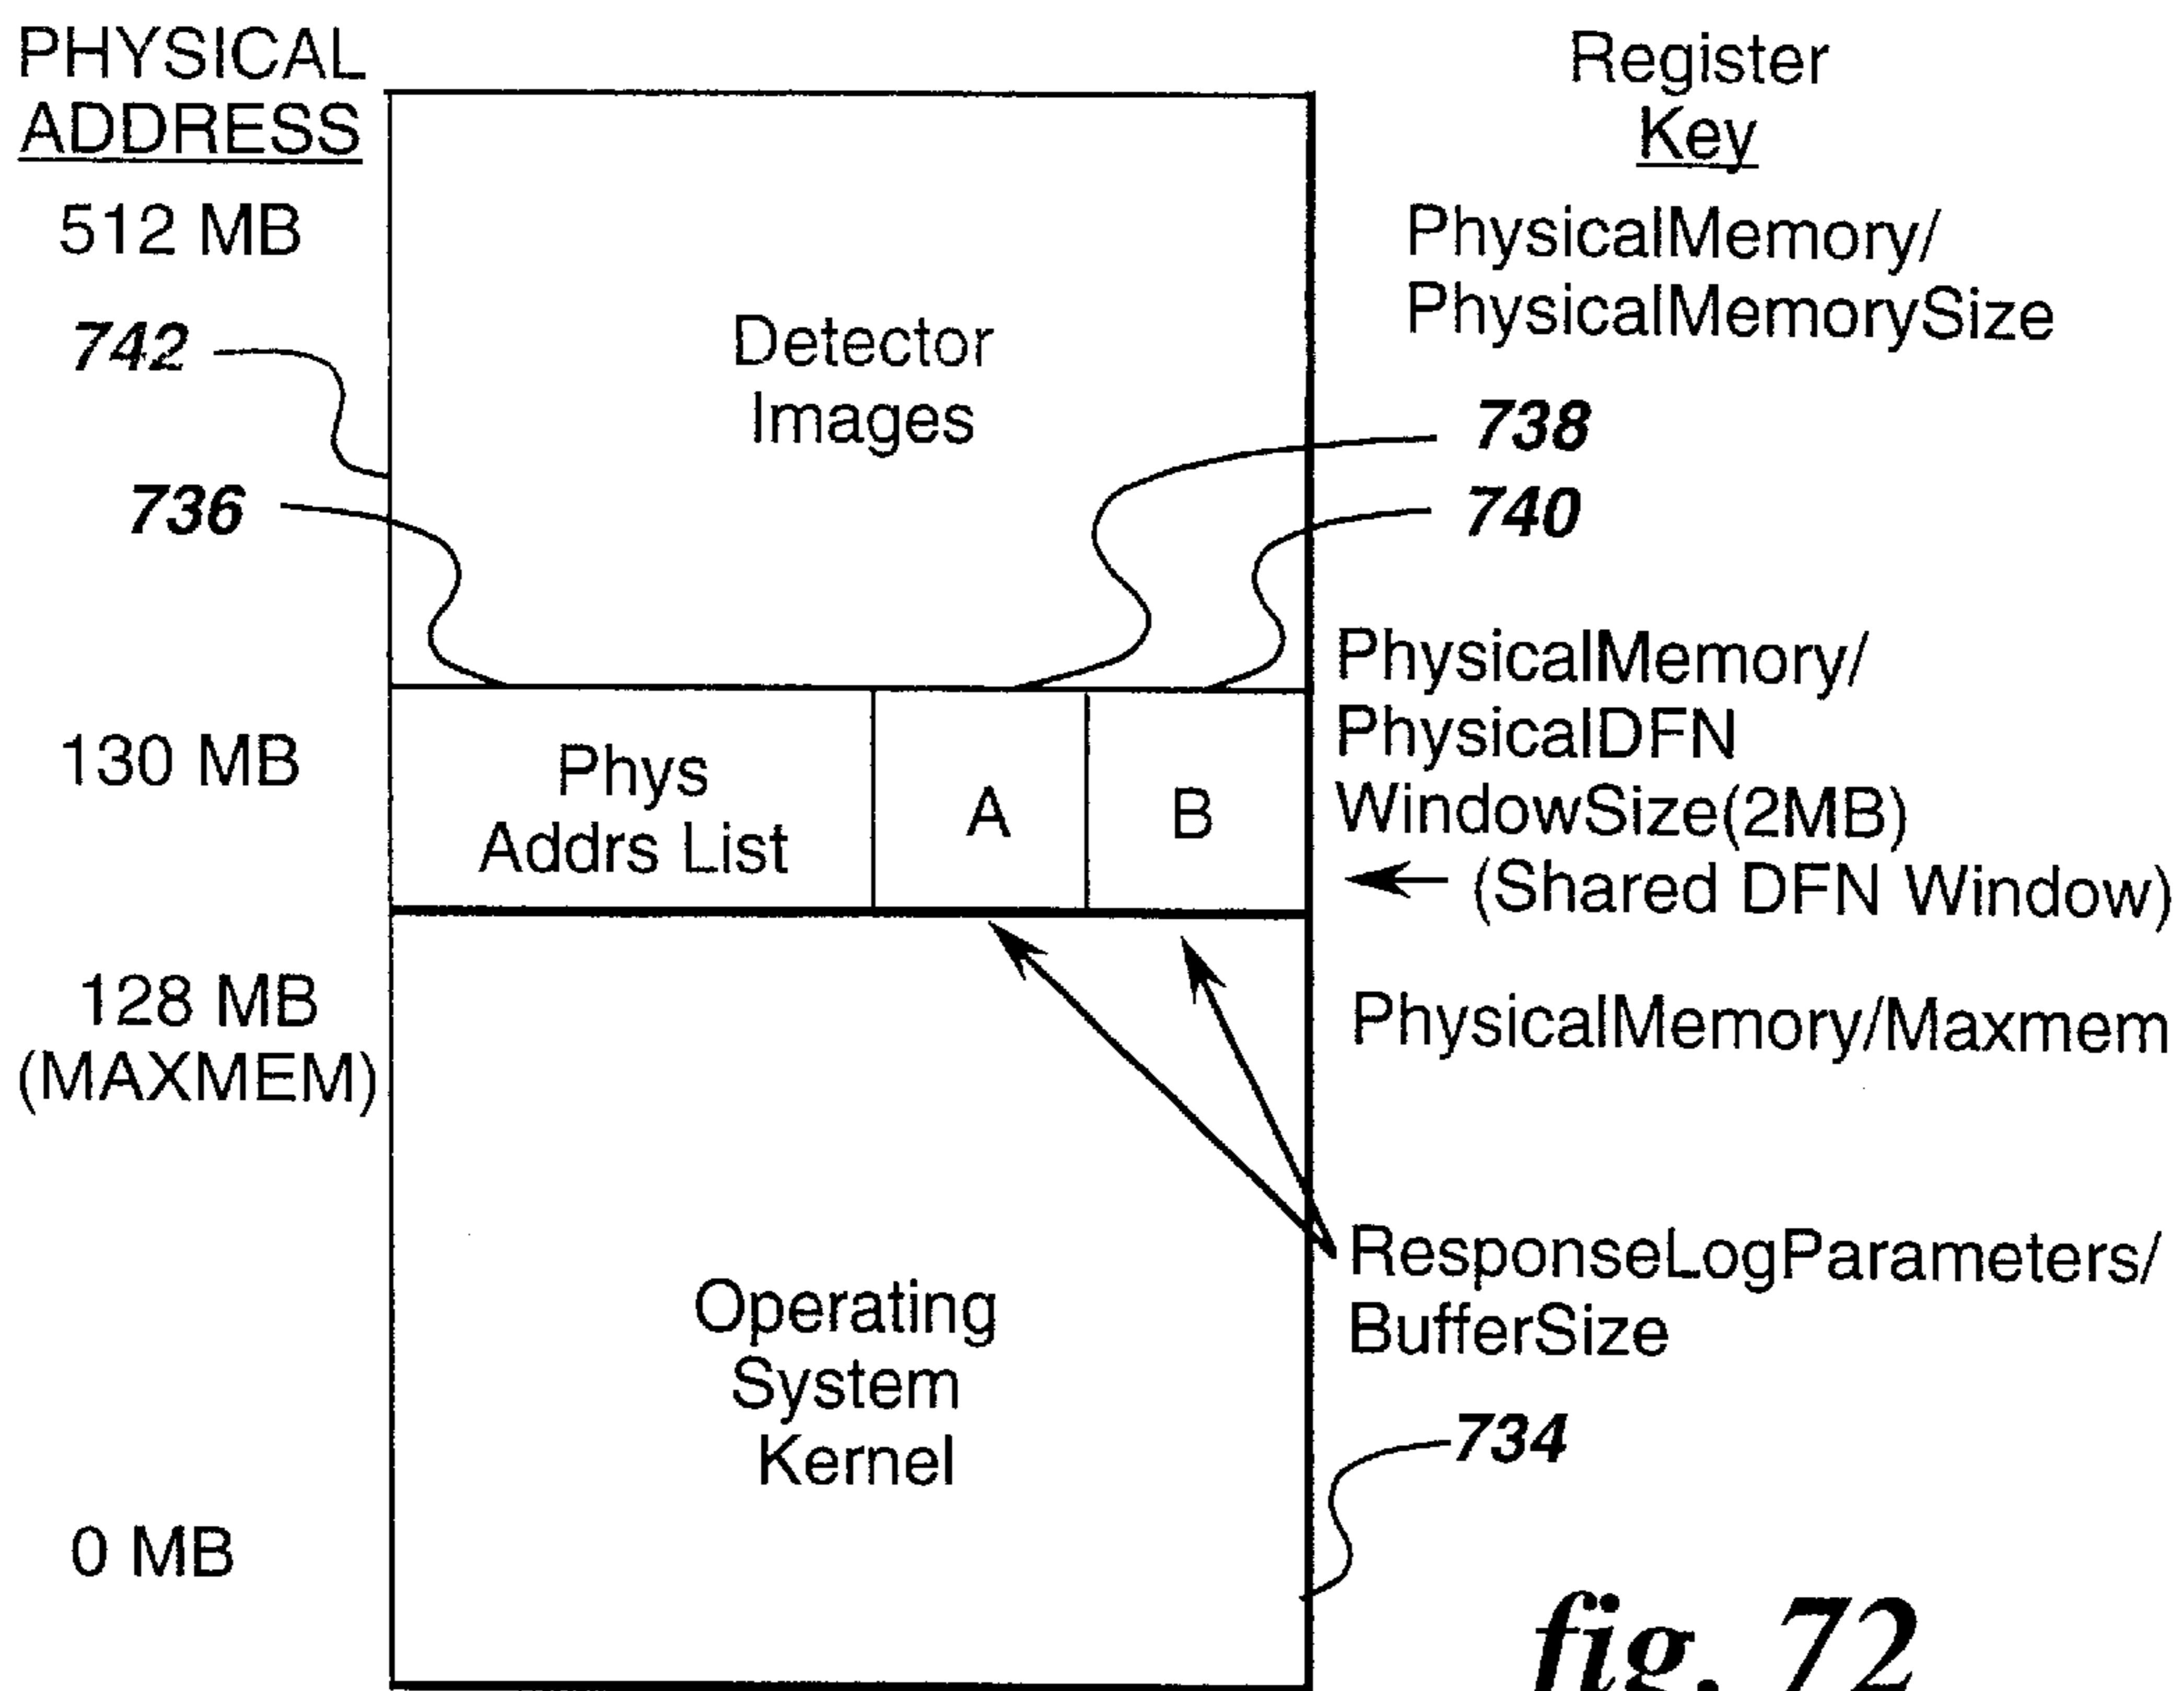 PHYSICAL
ADDRESS
Register
Key
512 MB
PhysicalMemory/
PhysicalMemorySize
742
Detector
Images
738
736
740
PhysicalMemory/
PhysicalDFN
WindowSize(2MB)
(Shared DFN Window)
130 MB
Phys
Addrs List
A
B
128 MB
(MAXMEM)
PhysicalMemory/Maxmem
ResponseLogParameters/
BufferSize
Operating
System
Kernel
734
0 MB
fig. 72